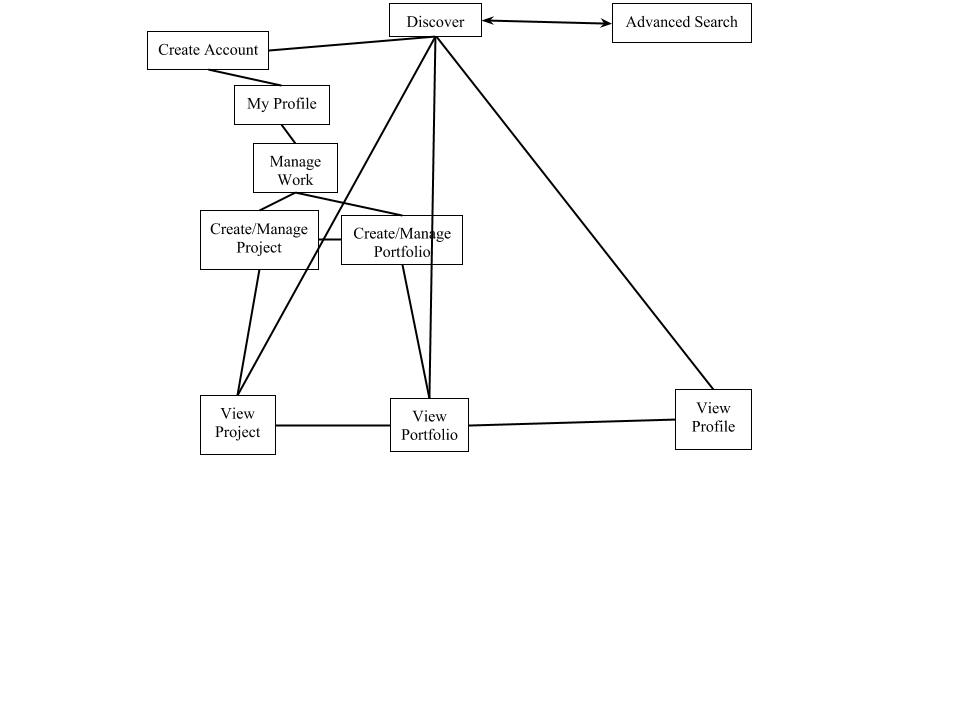 Discover
Advanced Search
Create Account
My Profile
Manage
Work
Create/Manage
Project
Create/Manage
Portfolio
View
Project
View
Portfolio
View
Profile